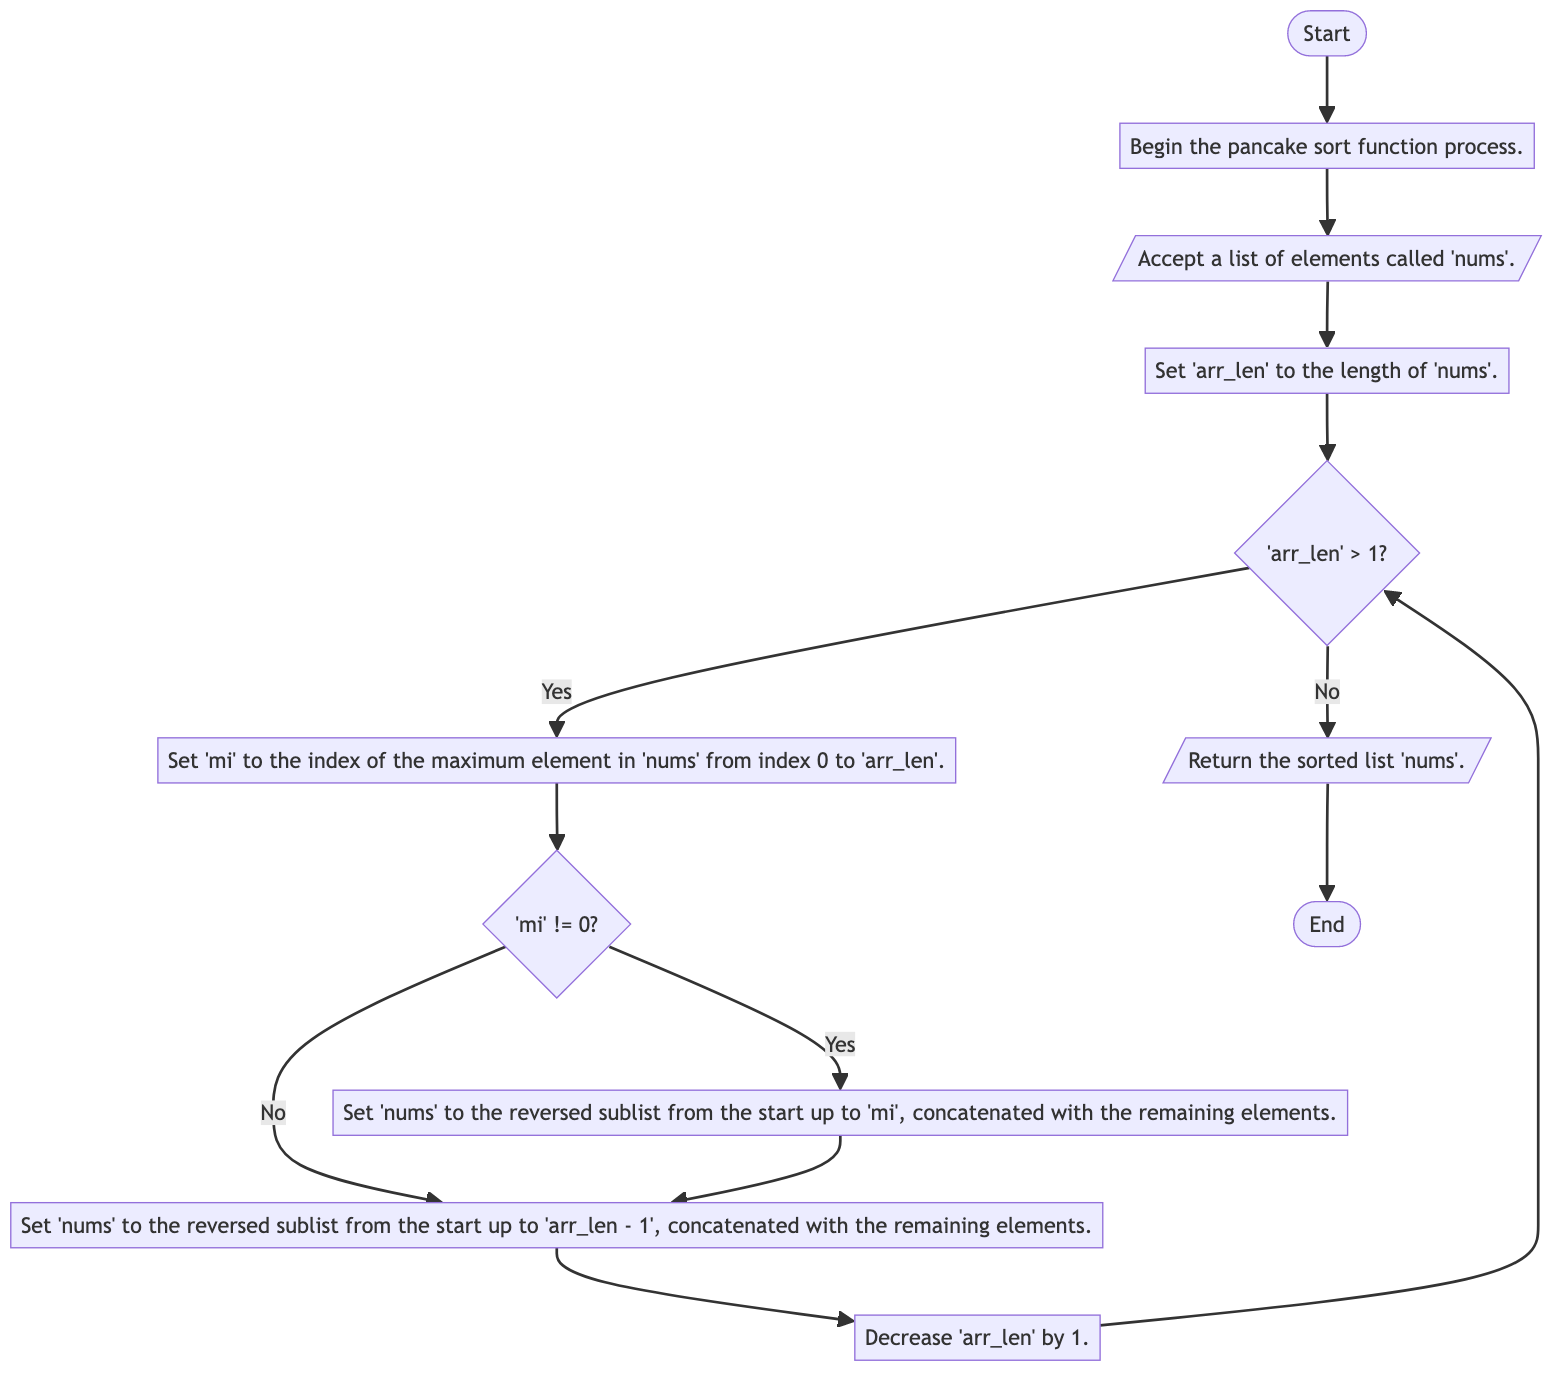 Start
Begin the pancake sort function process.
Accept a list of elements called 'nums'.
Set 'arr_len' to the length of 'nums'.
'arr_len' > 1?
Yes
No
Set 'mi' to the index of the maximum element in 'nums' from index 0 to 'arr_len'.
Return the sorted list 'nums'.
'mi' != 0?
End
Yes
No
Set 'nums' to the reversed sublist from the start up to 'mi', concatenated with the remaining elements.
Set 'nums' to the reversed sublist from the start up to 'arr_len - 1', concatenated with the remaining elements.
Decrease 'arr_len' by 1.